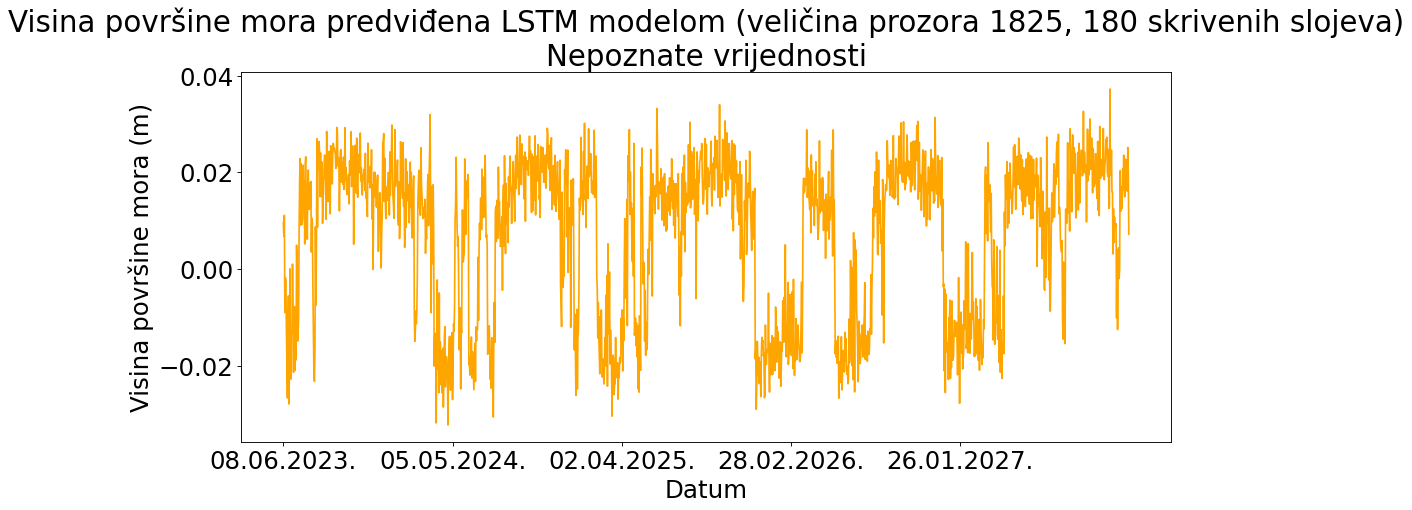 Visina površine mora predviđena LSTM modelom (veličina prozora 1825, 180 skrivenih slojeva)
Nepoznate vrijednosti
Visina površine mora (m)
0.04
0.02
0.00
−0.02
08.06.2023.
05.05.2024.
02.04.2025.
28.02.2026.
26.01.2027.
Datum